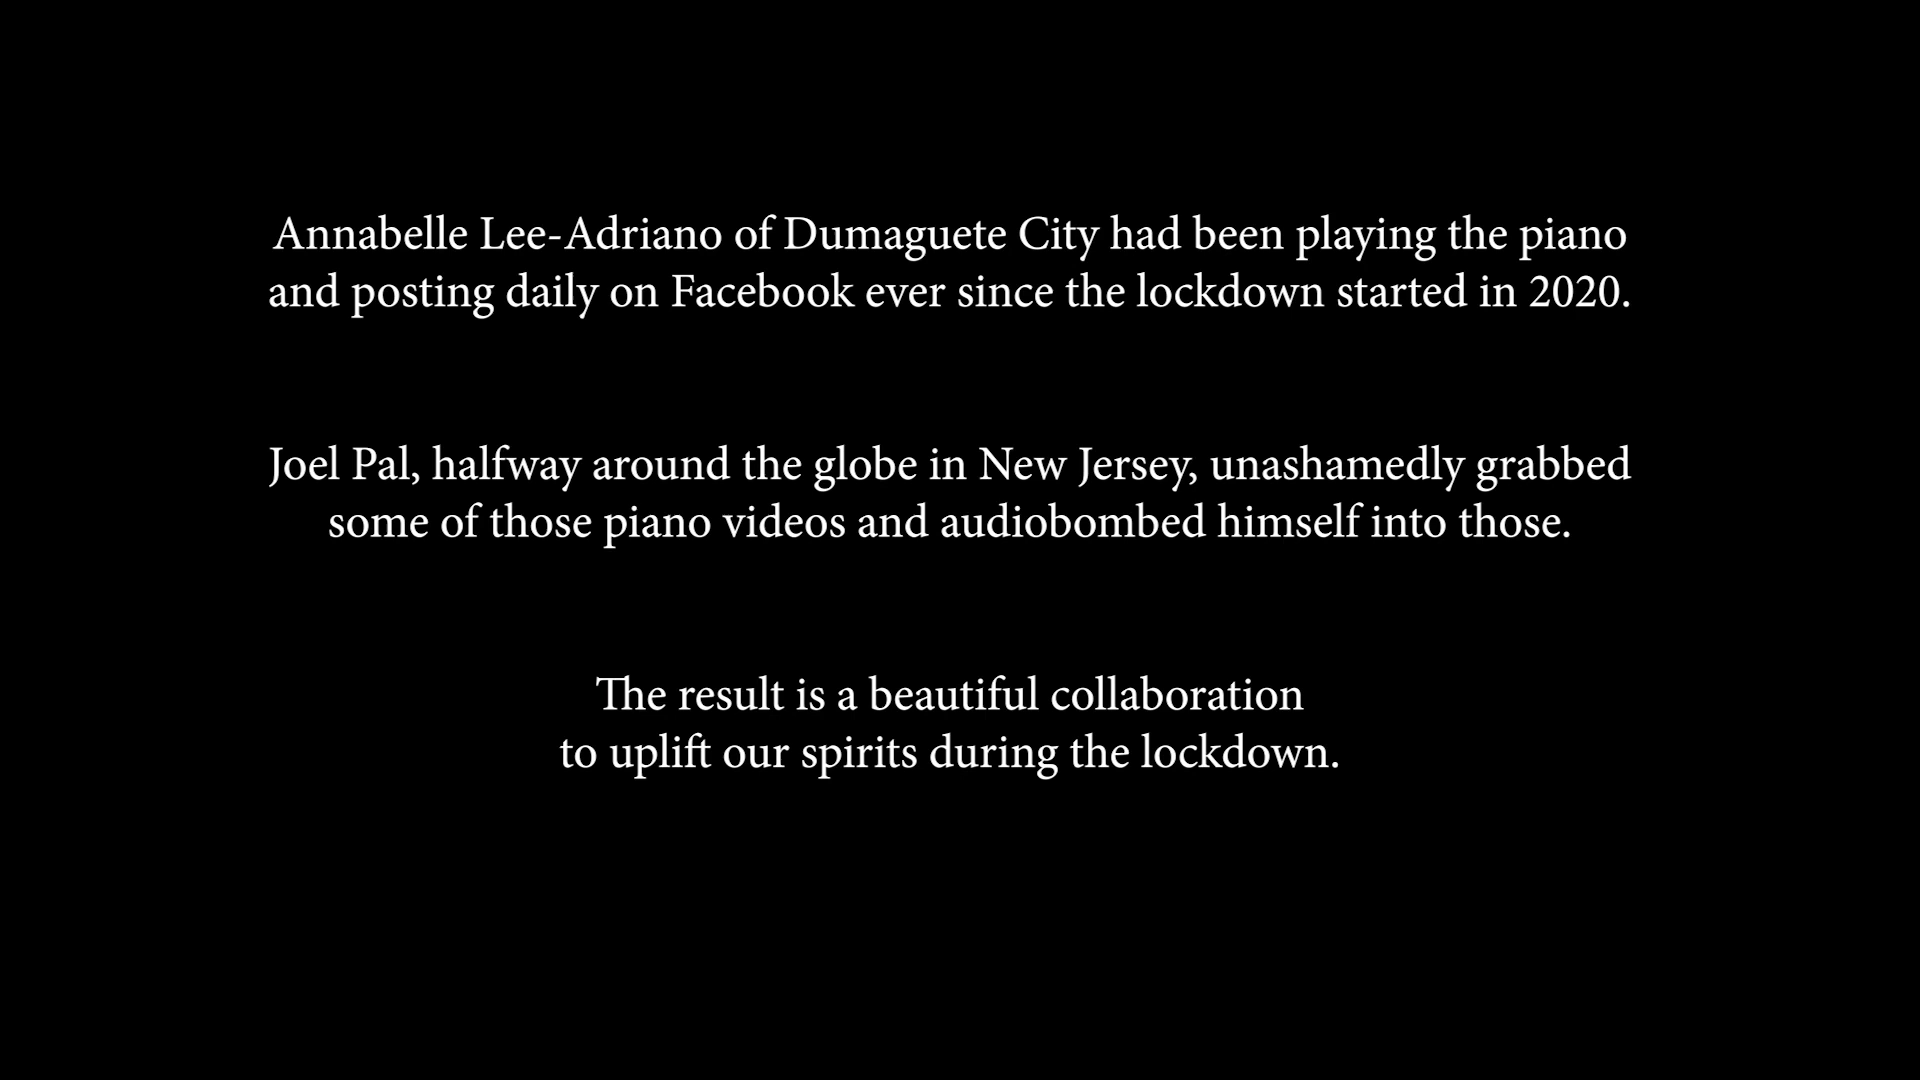 Annabelle Lee-Adriano of Dumaguete City had been playing the piano
and posting daily on Facebook ever since the lockdown started in 2020.
Joel Pal, halfway around the globe in New Jersey, unashamedly grabbed
some of those piano videos and audiobombed himself into those.
The result is a beautiful collaboration
to uplift our spirits during the lockdown.